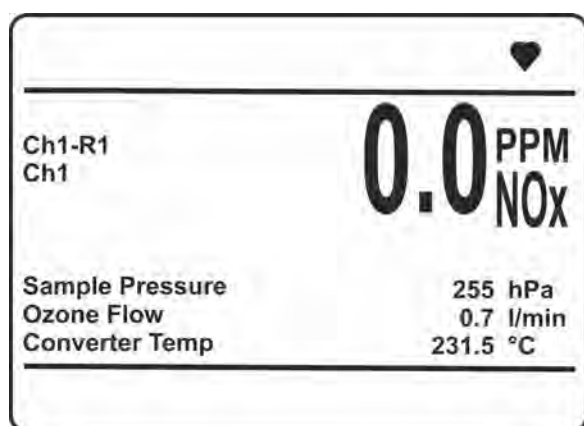 Ch1-R1
Ch1
0.0 PPM
NOx
Sample Pressure 255 hPa
Ozone Flow 0.7 l/min
Converter Temp 231.5 °C